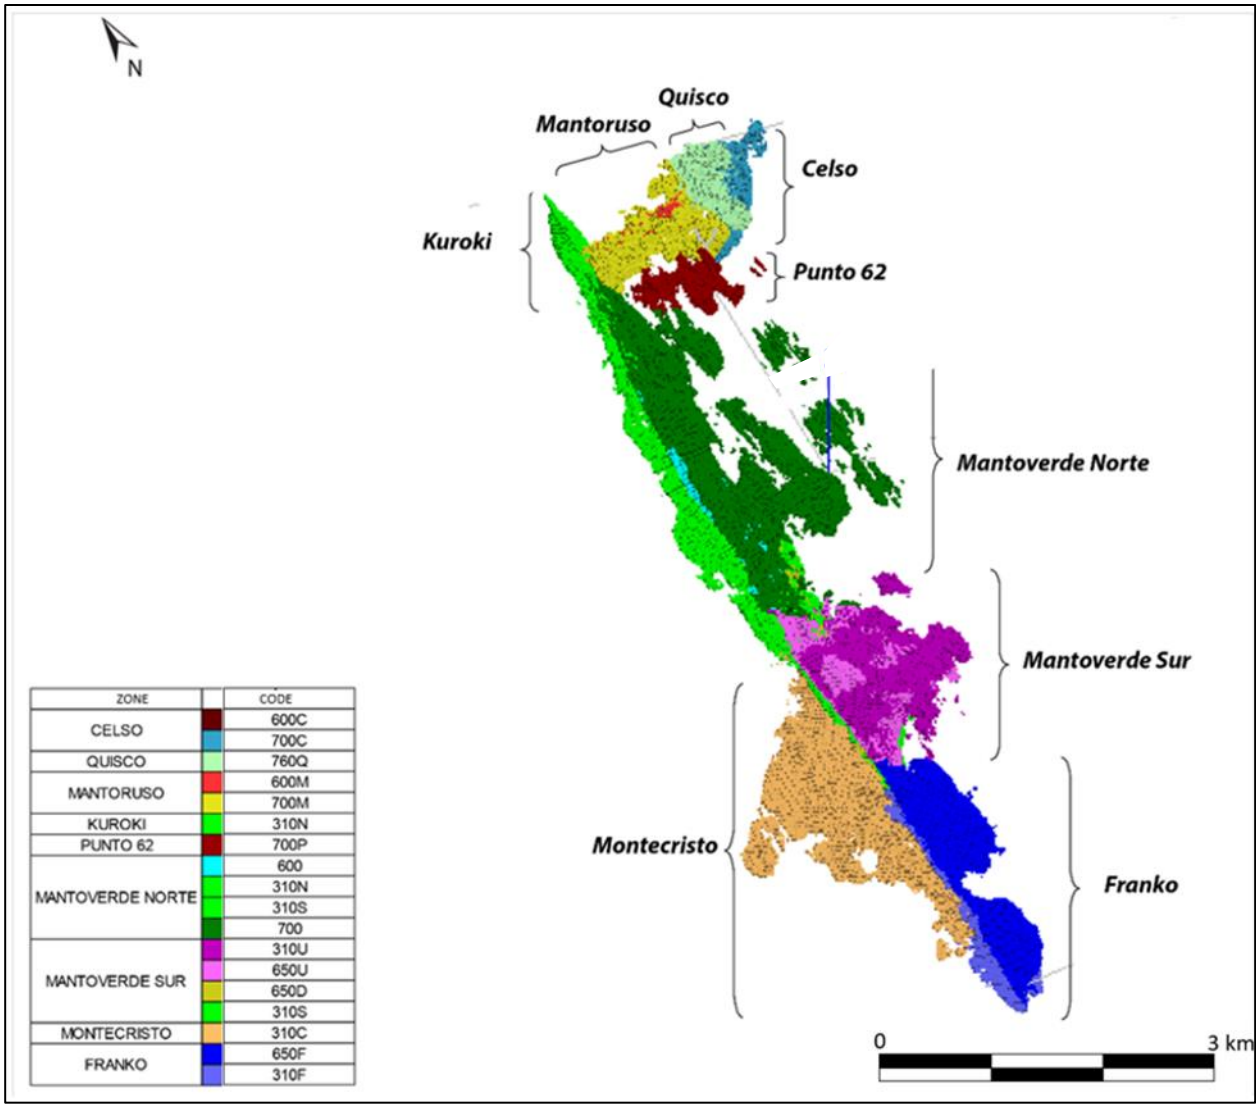 N
Quisco
Mantoruso
Celso
Kuroki
Punto 62
Mantoverde Norte
Mantoverde Sur
Montecristo
Franko
ZONE CODE
CELSO 600C
700C
QUISCO 760Q
MANTORUSO 600M
700M
KUROKI 310N
PUNTO 62 700P
MANTOVERDE NORTE 600
310N
310S
700
MANTOVERDE SUR 310U
650U
650D
310S
MONTECRISTO 310C
FRANKO 650F
310F
0 3 km